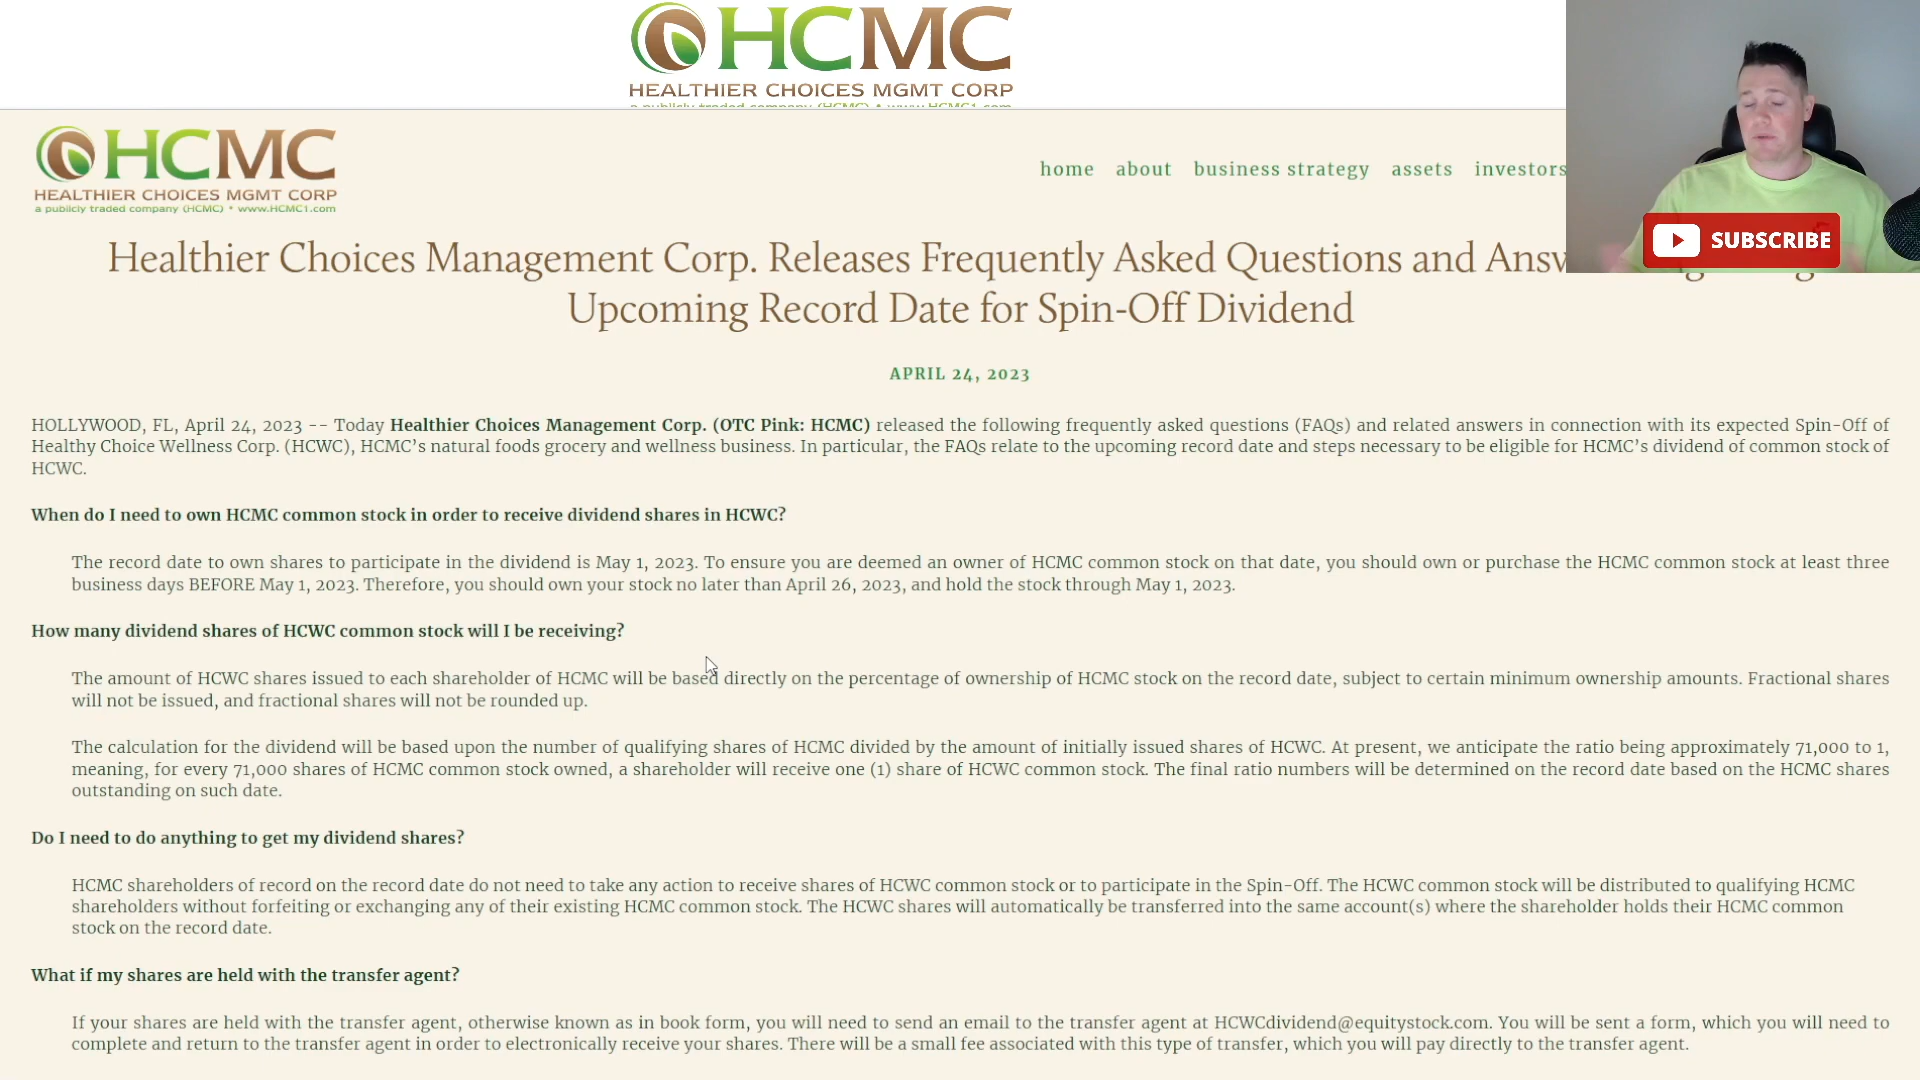 HCMC
HEALTHIER CHOICES MGMT CORP
a publicly traded company (HCMC) • www.HCMC1.com
HCMC
HEALTHIER CHOICES MGMT CORP
a publicly traded company (HCMC) • www.HCMC1.com
home about business strategy assets investors
SUBSCRIBE
Healthier Choices Management Corp. Releases Frequently Asked Questions and
Upcoming Record Date for Spin-Off Dividend
APRIL 24, 2023
HOLLYWOOD, FL, April 24, 2023 -- Today Healthier Choices Management Corp. (OTC Pink: HCMC) released the following frequently asked questions (FAQs) and related answers in connection with its expected Spin-Off of
Healthy Choice Wellness Corp. (HCWC), HCMC's natural foods grocery and wellness business. In particular, the FAQs relate to the upcoming record date and steps necessary to be eligible for HCMC's dividend of common stock of
HCWC.
When do I need to own HCMC common stock in order to receive dividend shares in HCWC?
The record date to own shares to participate in the dividend is May 1, 2023. To ensure you are deemed an owner of HCMC common stock on that date, you should own or purchase the HCMC common stock at least three
business days BEFORE May 1, 2023. Therefore, you should own your stock no later than April 26, 2023, and hold the stock through May 1, 2023.
How many dividend shares of HCWC common stock will I be receiving?
The amount of HCWC shares issued to each shareholder of HCMC will be based directly on the percentage of ownership of HCMC stock on the record date, subject to certain minimum ownership amounts. Fractional shares
will not be issued, and fractional shares will not be rounded up.
The calculation for the dividend will be based upon the number of qualifying shares of HCMC divided by the amount of initially issued shares of HCWC. At present, we anticipate the ratio being approximately 71,000 to 1,
meaning, for every 71,000 shares of HCMC common stock owned, a shareholder will receive one (1) share of HCWC common stock. The final ratio numbers will be determined on the record date based on the HCMC shares
outstanding on such date.
Do I need to do anything to get my dividend shares?
HCMC shareholders of record on the record date do not need to take any action to receive shares of HCWC common stock or to participate in the Spin-Off. The HCWC common stock will be distributed to qualifying HCMC
shareholders without forfeiting or exchanging any of their existing HCMC common stock. The HCWC shares will automatically be transferred into the same account(s) where the shareholder holds their HCMC common
stock on the record date.
What if my shares are held with the transfer agent?
If your shares are held with the transfer agent, otherwise known as in book form, you will need to send an email to the transfer agent at HCWCdividend@equitystock.com. You will be sent a form, which you will need to
complete and return to the transfer agent in order to electronically receive your shares. There will be a small fee associated with this type of transfer, which you will pay directly to the transfer agent.